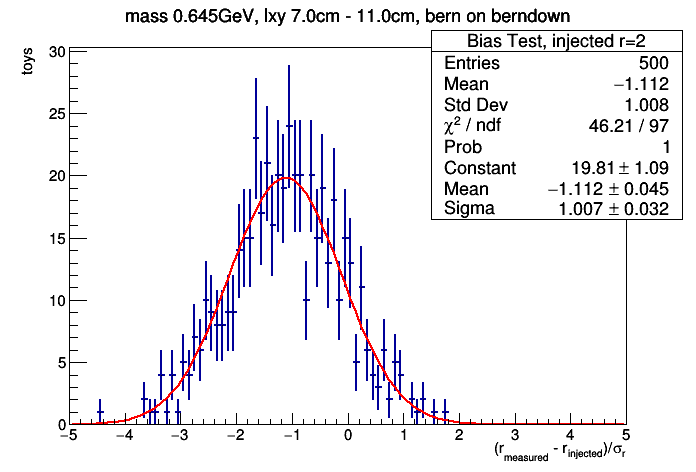 mass 0.645GeV, lxy 7.0cm - 11.0cm, bern on berndown
Bias Test, injected r=2
Entries 500
Mean −1.112
Std Dev 1.008
χ² / ndf 46.21 / 97
Prob 1
Constant 19.81 ± 1.09
Mean −1.112 ± 0.045
Sigma 1.007 ± 0.032
toys
30
25
20
15
10
5
0
−5 −4 −3 −2 −1 0 1 2 3 4 5
(r_measured - r_injected)/σ_r